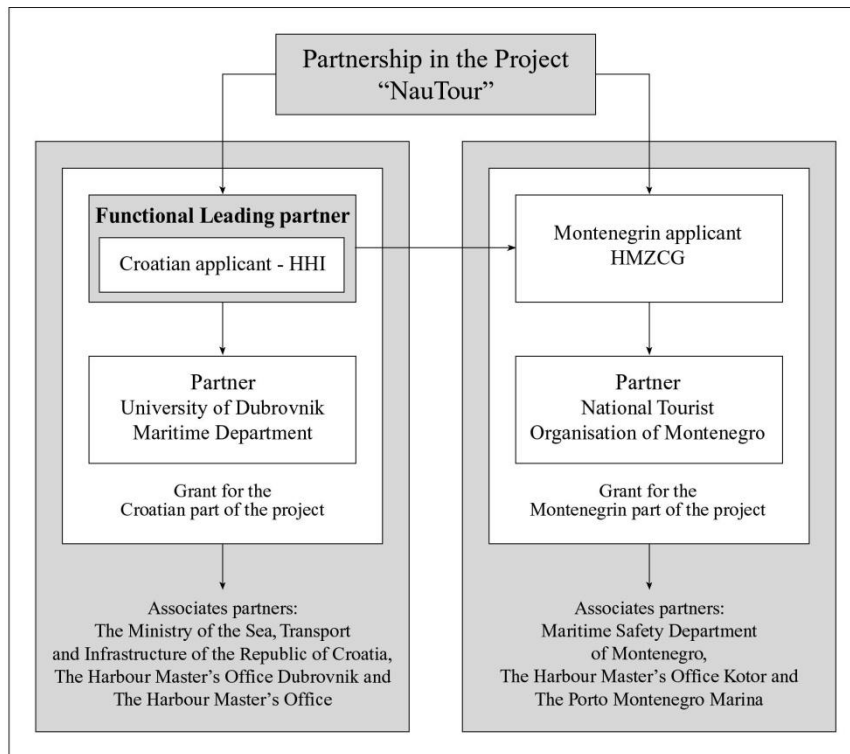 Partnership in the Project
“NauTour”
Functional Leading partner
Croatian applicant - HHI
Partner
University of Dubrovnik
Maritime Department
Grant for the
Croatian part of the project
Associates partners:
The Ministry of the Sea, Transport
and Infrastructure of the Republic of Croatia,
The Harbour Master’s Office Dubrovnik and
The Harbour Master’s Office
Montenegrin applicant
HMZCG
Partner
National Tourist
Organisation of Montenegro
Grant for the
Montenegrin part of the project
Associates partners:
Maritime Safety Department
of Montenegro,
The Harbour Master’s Office Kotor and
The Porto Montenegro Marina